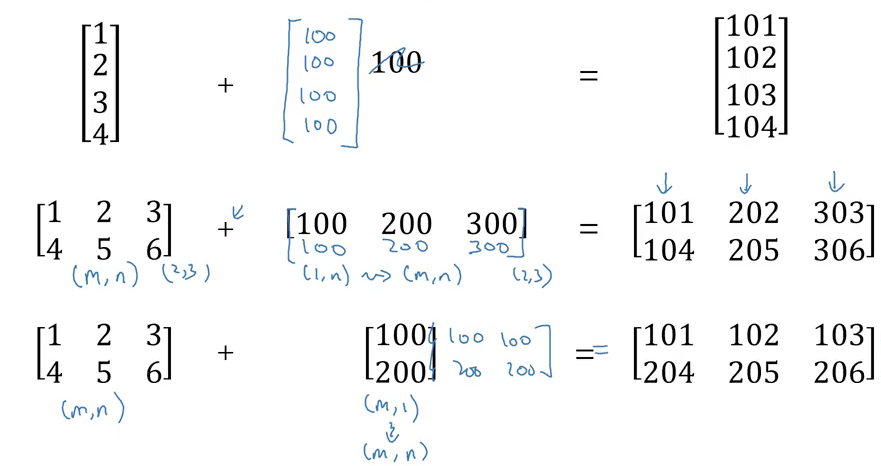 [1 2 3 4] + [100 100 100 100] 100 = [101 102 103 104]
[1 2 3 + [100 200 300] = [101 202 303
4 5 6] [100 200 300] 104 205 306]
(m,n) (2,3) (1,n) ⇝ (m,n) (2,3)
[1 2 3 + [100 100 100 = = [101 102 103
4 5 6] 200] 200 200] 204 205 206]
(m,n) (m,1)
(m,n)